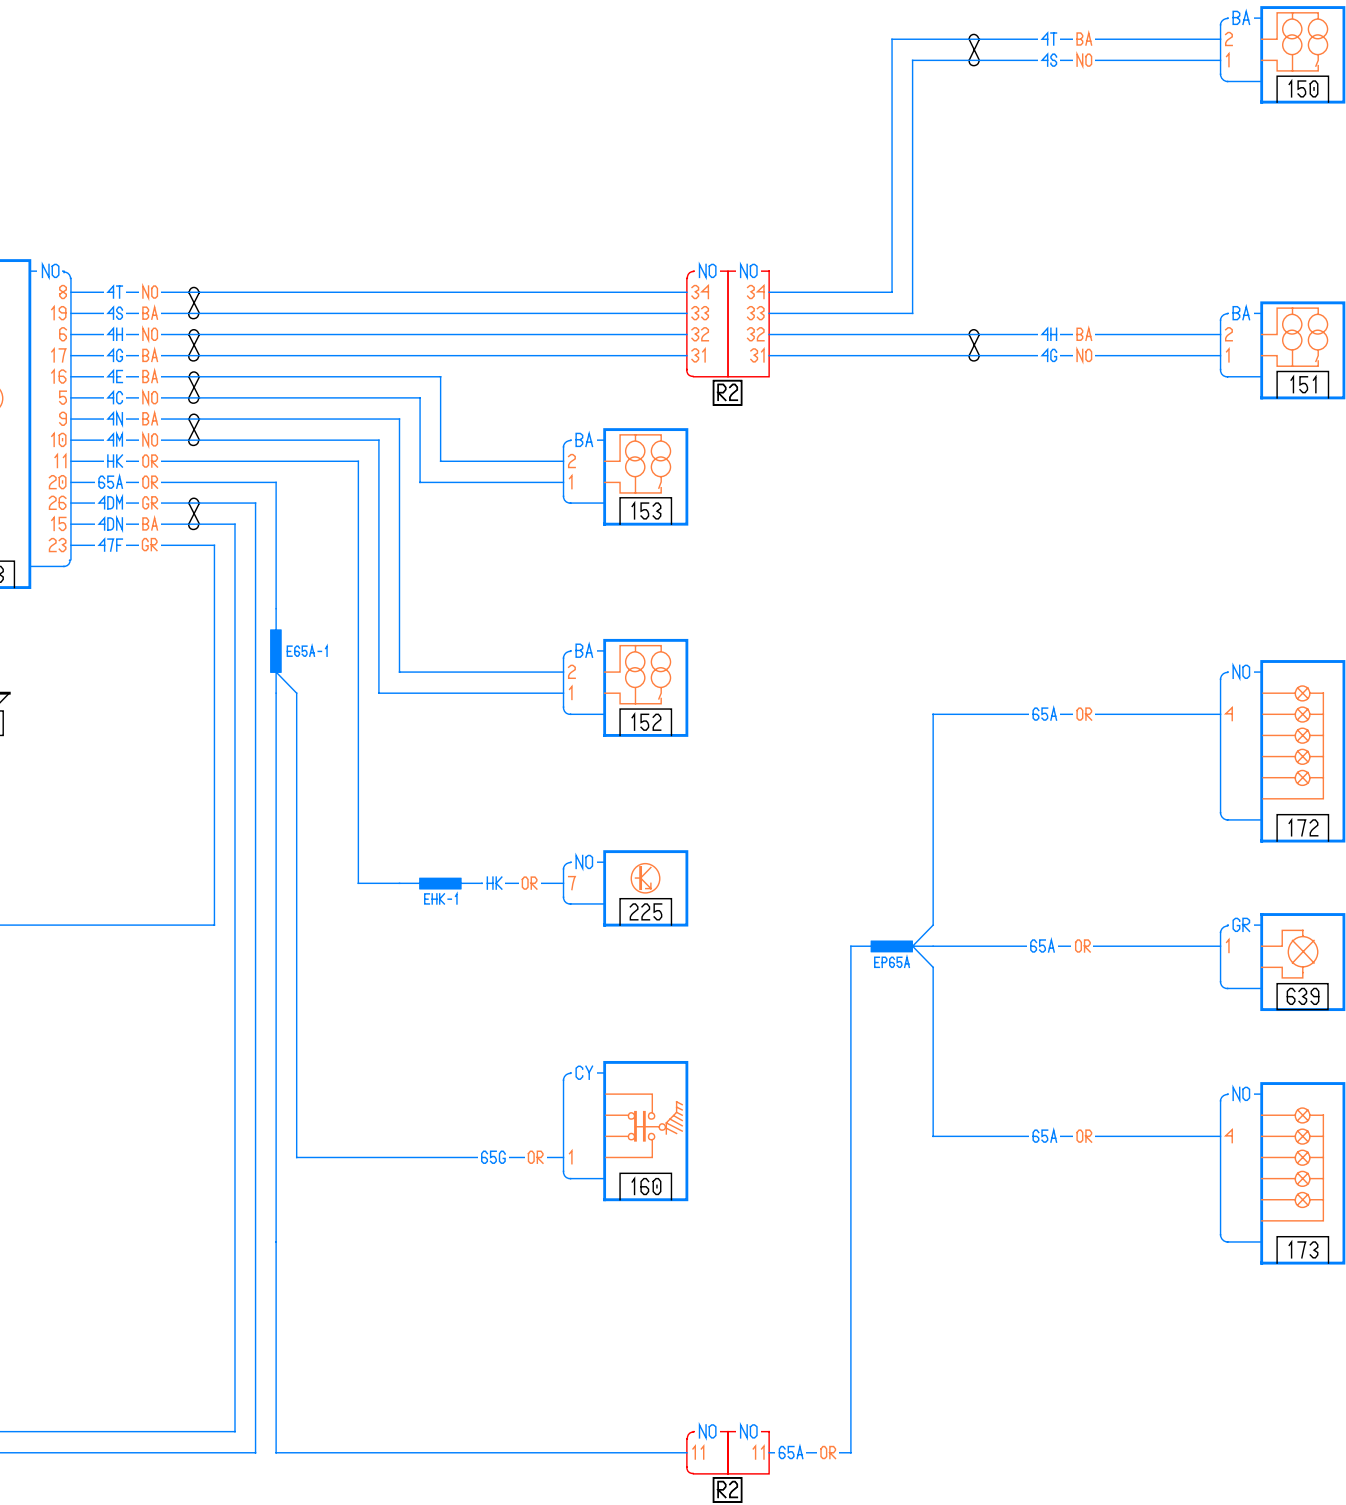 BA
2 4T BA
1 4S NO
150
NO NO NO
8 4T NO 34 34
19 4S BA 33 33
6 4H NO 32 32 4H BA 2
17 4G BA 31 31 4G NO 1
BA
151
R2
16 4E BA
5 4C NO
9 4N BA
10 4M NO
11 HK OR
20 65A OR
26 4DM GR
15 4DN BA
23 47F GR
BA
2
1
153
E65A-1
BA
2
1
152
NO
65A OR 4
172
NO
HK OR 7
EHK-1
225
GR
65A OR 1
EP65A
639
CY
65G OR 1
160
NO
65A OR 4
173
NO NO
11 11 65A OR
R2